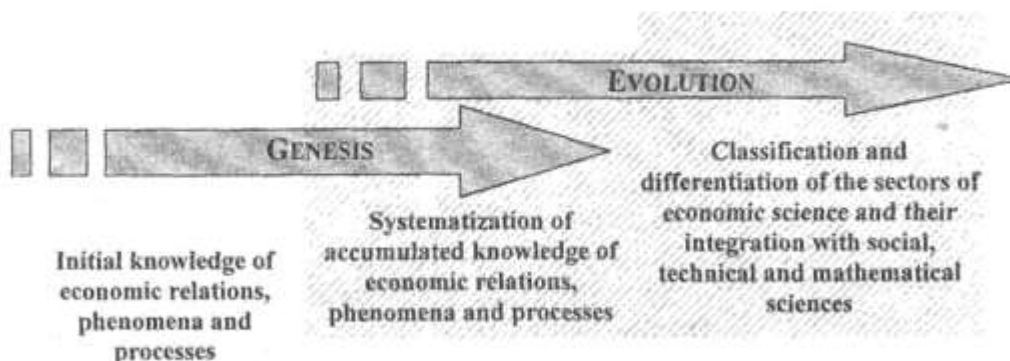 EVOLUTION
GENESIS
Initial knowledge of
economic relations,
phenomena and
processes
Systematization of
accumulated knowledge of
economic relations,
phenomena and processes
Classification and
differentiation of the sectors of
economic science and their
integration with social,
technical and mathematical
sciences